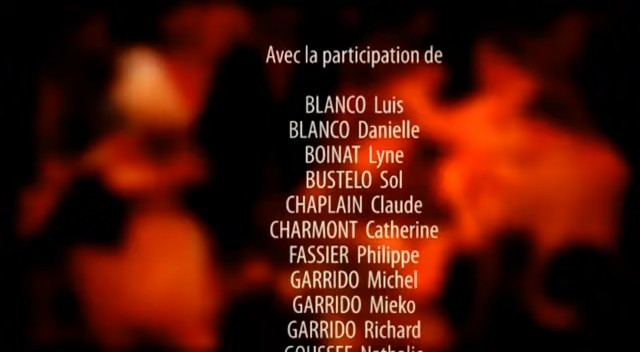 Avec la participation de
BLANCO Luis
BLANCO Danielle
BOINAT Lyne
BUSTELO Sol
CHAPLAIN Claude
CHARMONT Catherine
FASSIER Philippe
GARRIDO Michel
GARRIDO Mieko
GARRIDO Richard